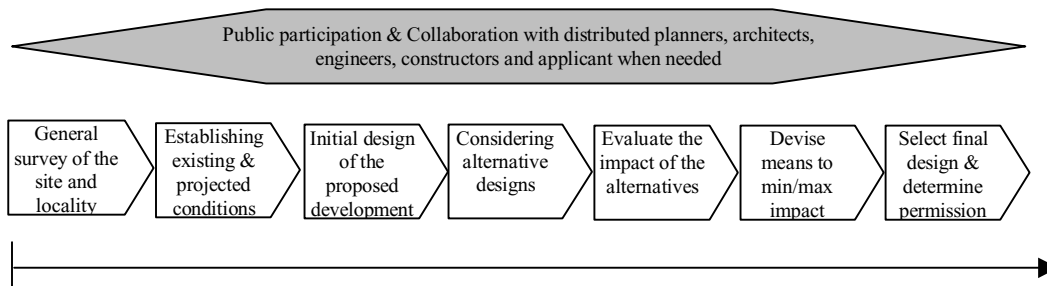 Public participation & Collaboration with distributed planners, architects,
engineers, constructors and applicant when needed
General
survey of the
site and
locality
Establishing
existing &
projected
conditions
Initial design
of the
proposed
development
Considering
alternative
designs
Evaluate the
impact of the
alternatives
Devise
means to
min/max
impact
Select final
design &
determine
permission